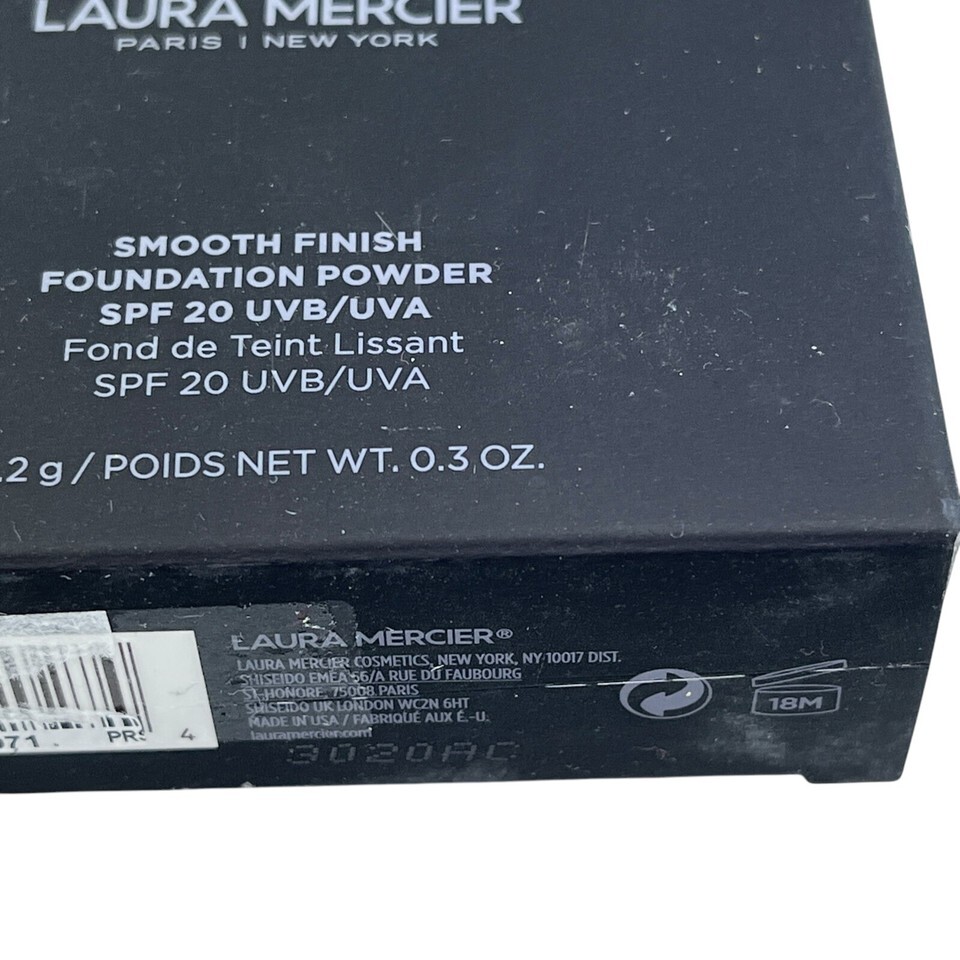 LAURA MERCIER
PARIS | NEW YORK
SMOOTH FINISH
FOUNDATION POWDER
SPF 20 UVB/UVA
Fond de Teint Lissant
SPF 20 UVB/UVA
.2 g / POIDS NET WT. 0.3 OZ.
LAURA MERCIER®
LAURA MERCIER COSMETICS, NEW YORK, NY 10017 DIST.
SHISEIDO EMEA 56/A RUE DU FAUBOURG
ST-HONORE, 75008 PARIS
SHISEIDO UK LONDON WC2N 6HT
MADE IN USA / FABRIQUÉ AUX É.-U.
lauramercier.com
3020AC
18M
071
4